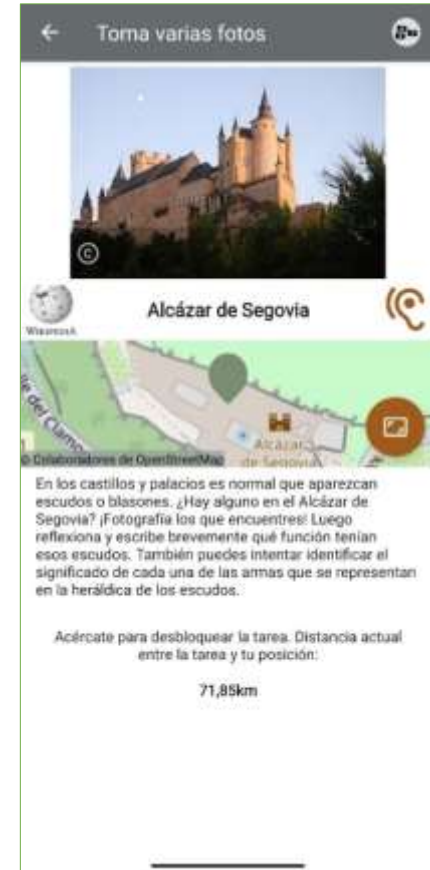 Toma varias fotos
©
WIKIPEDIA
Alcázar de Segovia
lle del Clamo
Alcázar
de Segovia
© Colaboradores de OpenStreetMap
En los castillos y palacios es normal que aparezcan
escudos o blasones. ¿Hay alguno en el Alcázar de
Segovia? ¡Fotografía los que encuentres! Luego
reflexiona y escribe brevemente qué función tenían
esos escudos. También puedes intentar identificar el
significado de cada una de las armas que se representan
en la heráldica de los escudos.
Acércate para desbloquear la tarea. Distancia actual
entre la tarea y tu posición:
71,85km